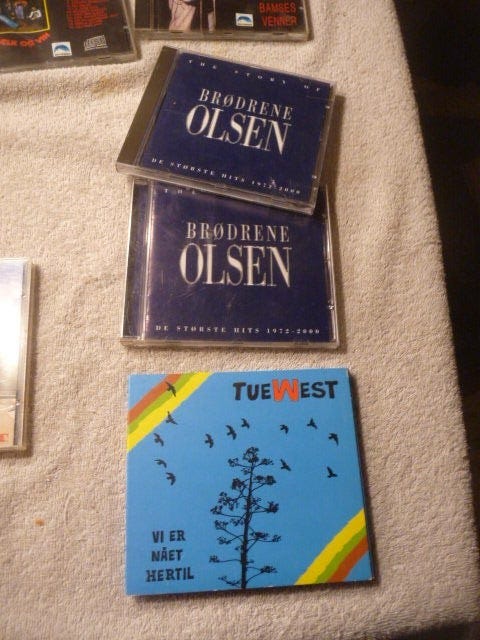 BAMSES
VENNER
THE STORY OF
BRØDRENE
OLSEN
DE STØRSTE HITS 1972-2000
BRØDRENE
OLSEN
DE STØRSTE HITS 1972-2000
TUEWEST
VI ER
NÅET
HERTIL